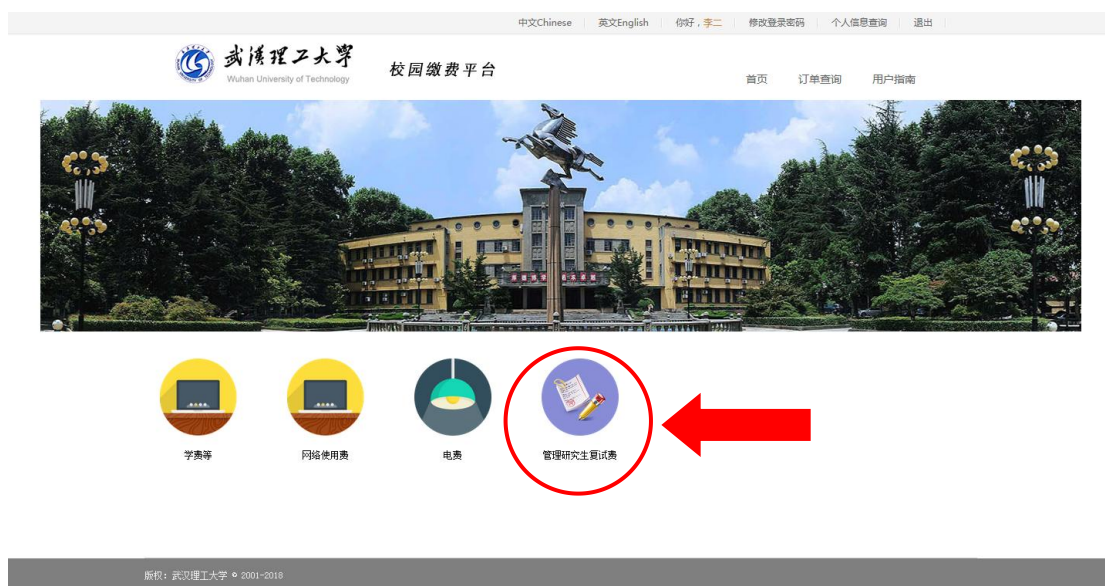 中文Chinese 英文English 你好，李二 修改登录密码 个人信息查询 退出
武汉理工大学
Wuhan University of Technology
校园缴费平台
首页 订单查询 用户指南
学费等 网络使用费 电费 管理研究生复试费
版权：武汉理工大学 © 2001-2018